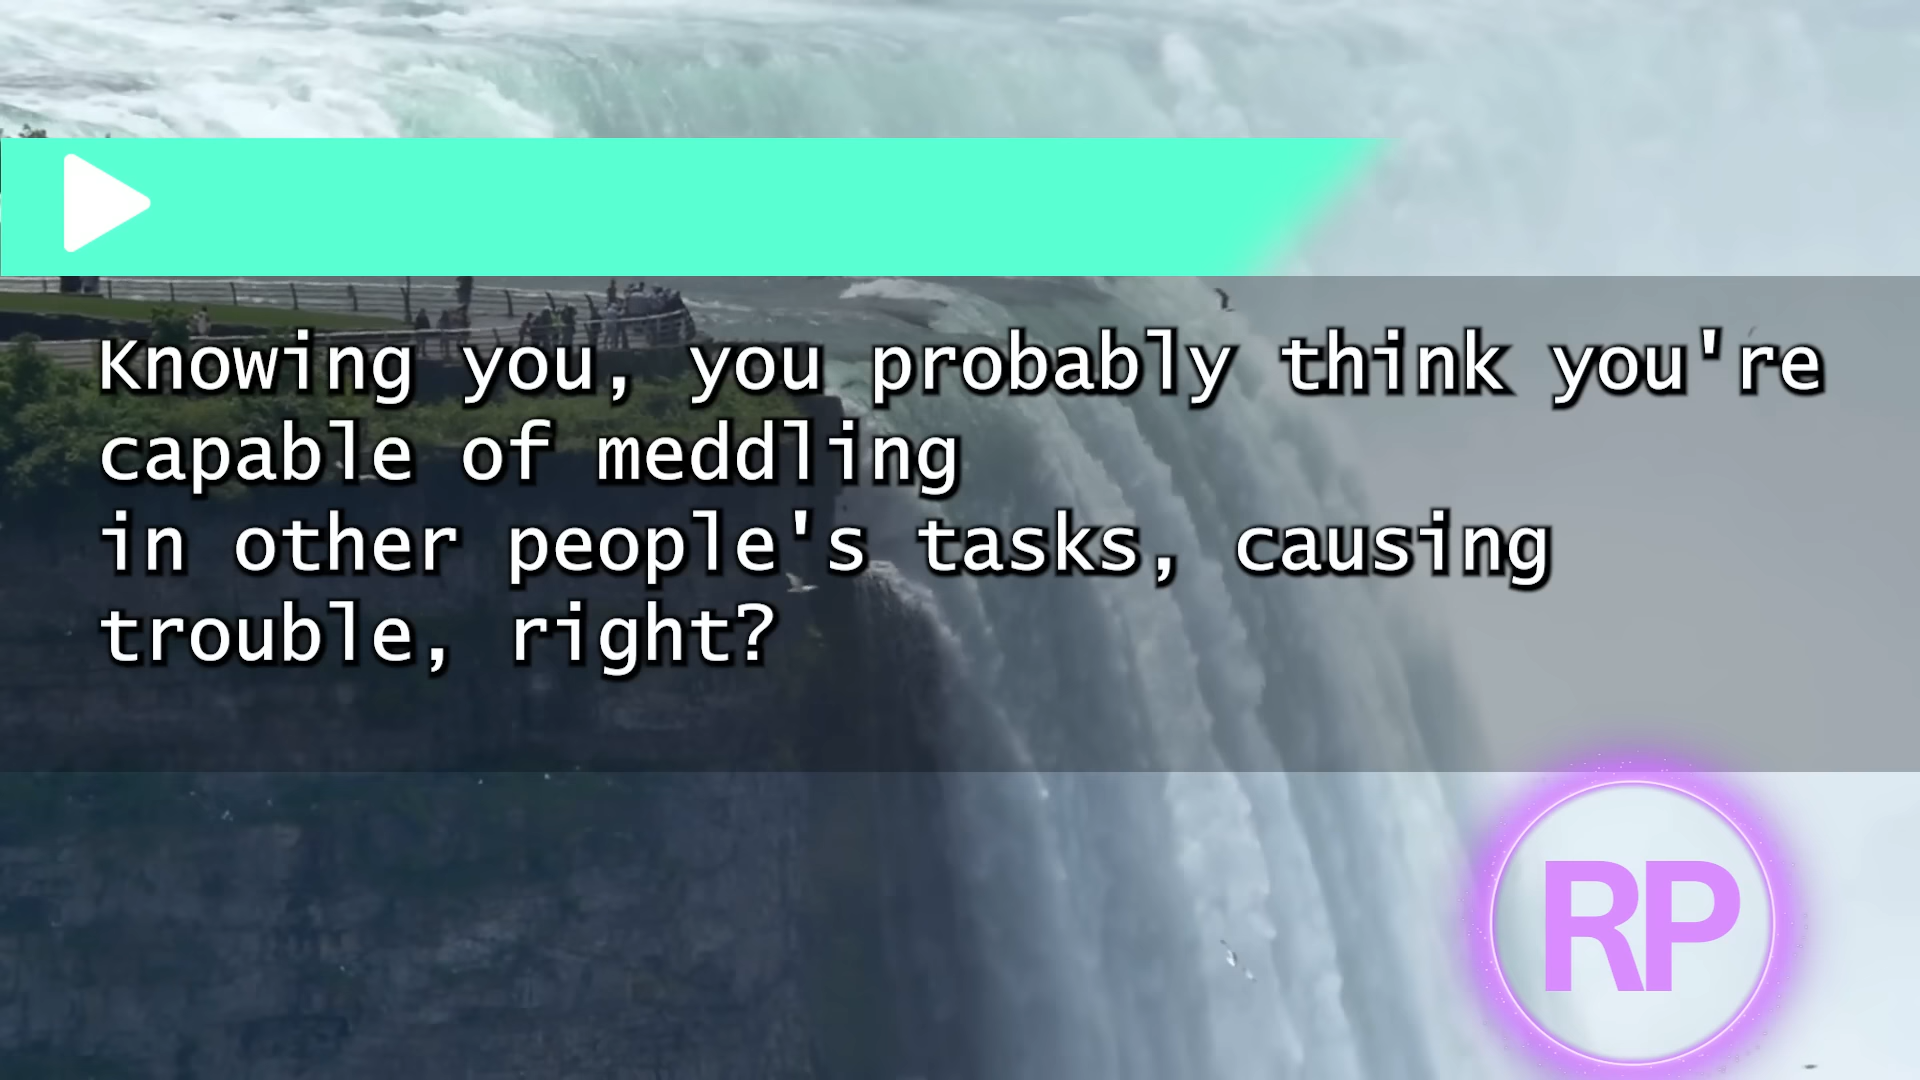 Knowing you, you probably think you're
capable of meddling
in other people's tasks, causing
trouble, right?
RP